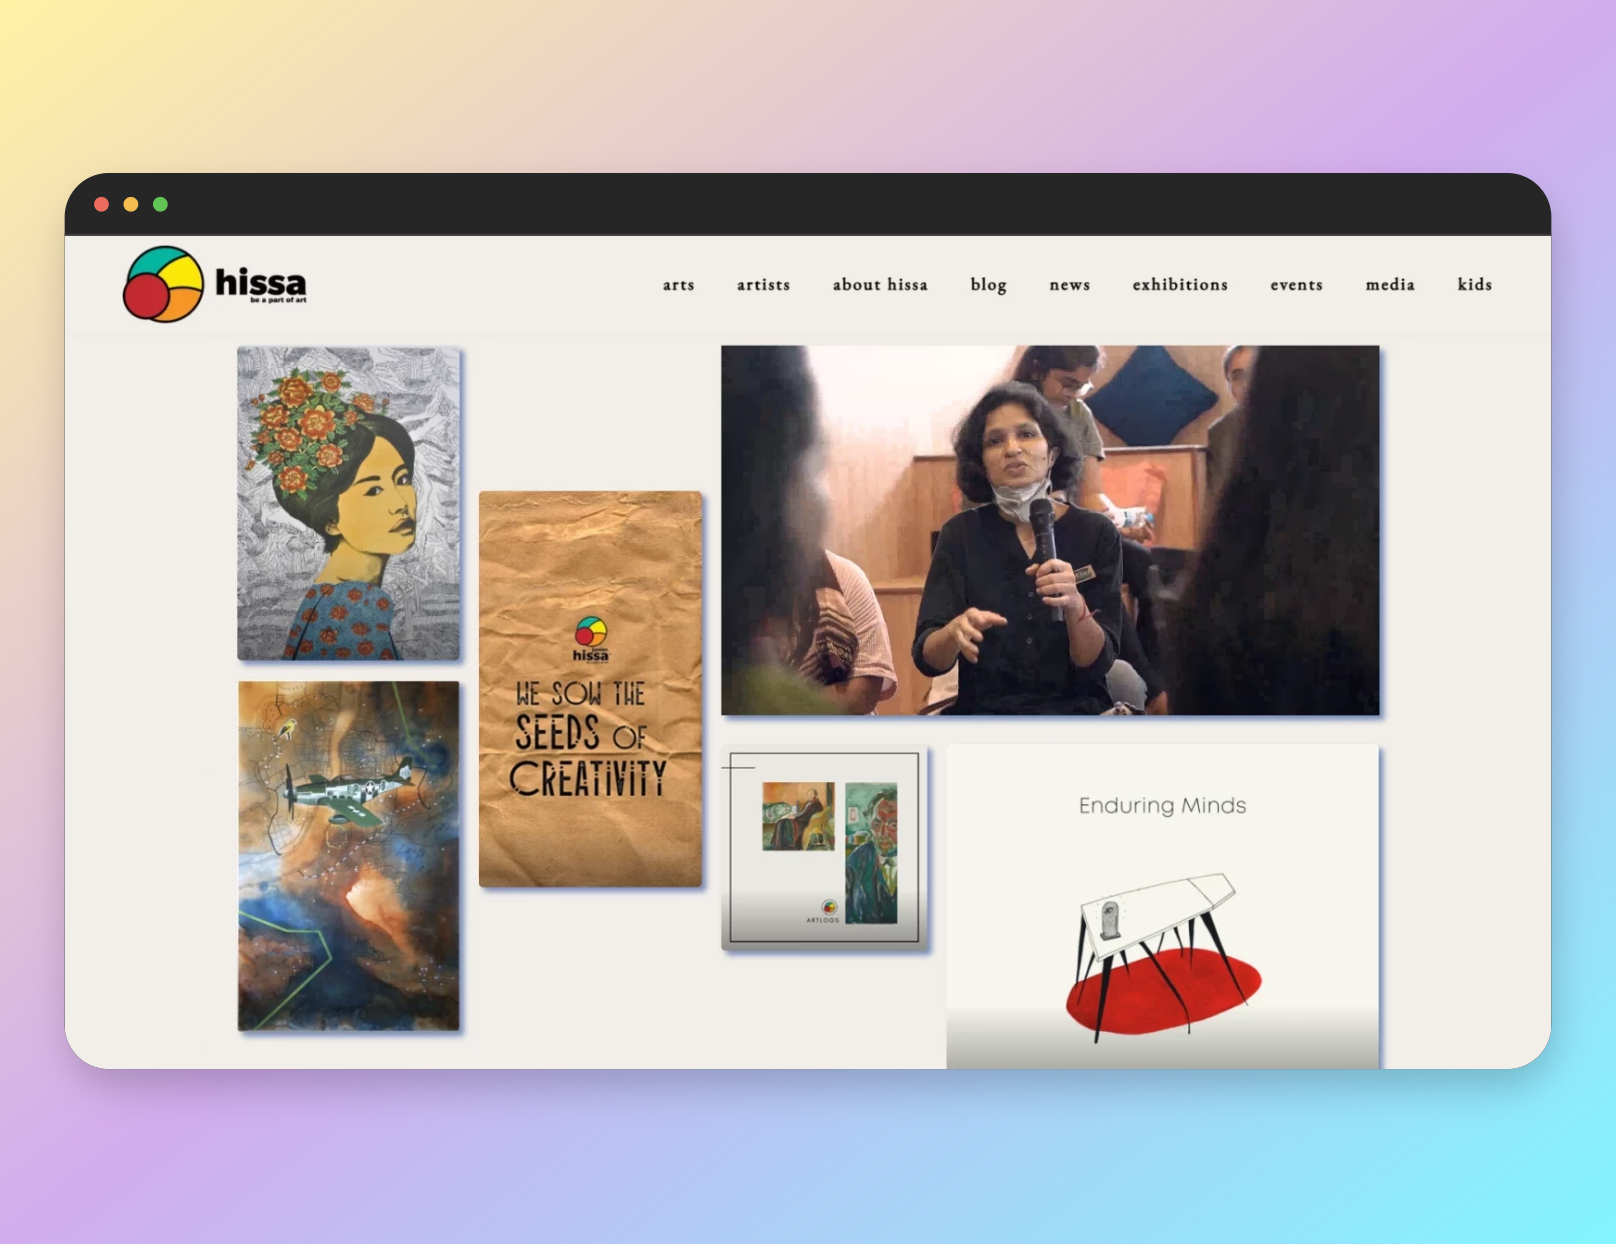 hissa
be a part of art
arts artists about hissa blog news exhibitions events media kids
hissa
WE SOW THE
SEEDS OF
CREATIVITY
ARTLOGS
Enduring Minds